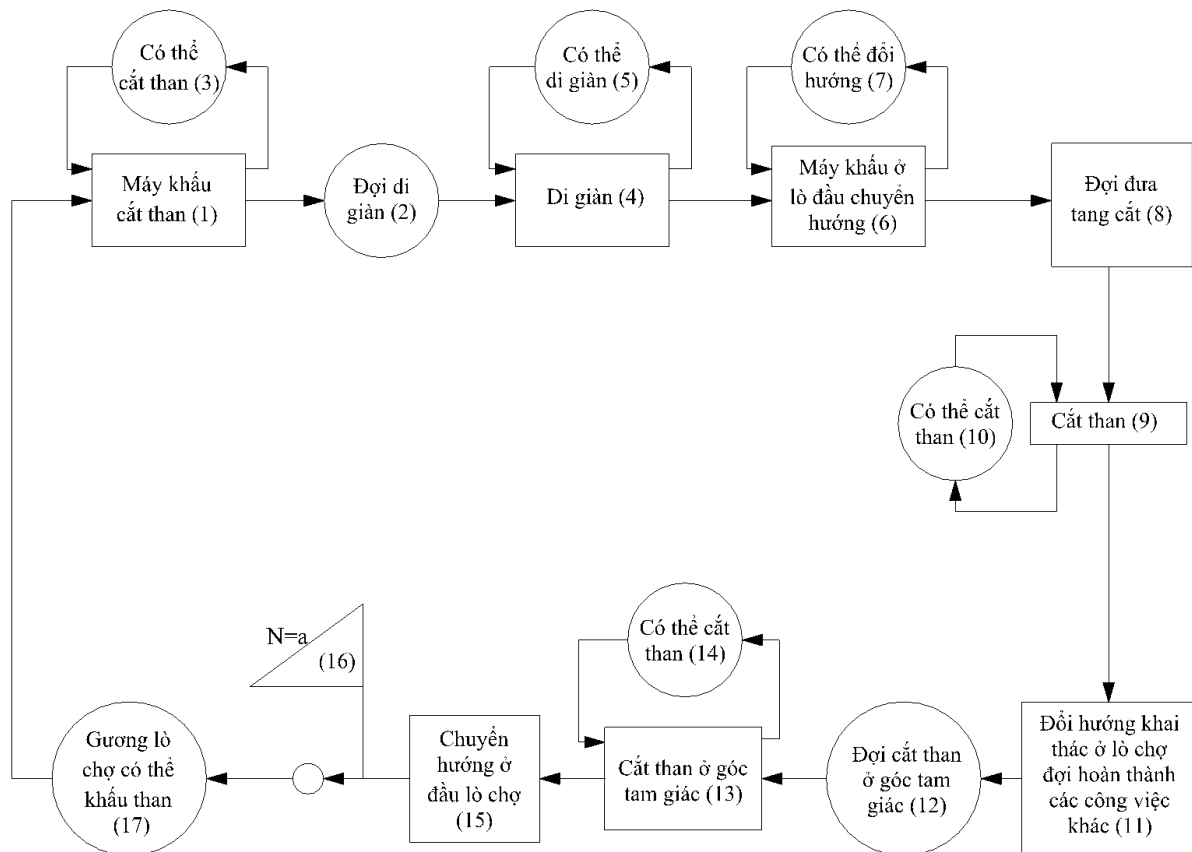 Có thể
cắt than (3)
Có thể
di giàn (5)
Có thể đổi
hướng (7)
Máy khấu
cắt than (1)
Đợi di
giàn (2)
Di giàn (4)
Máy khấu ở
lò đầu chuyển
hướng (6)
Đợi đưa
tang cắt (8)
Có thể cắt
than (10)
Cắt than (9)
Có thể cắt
than (14)
N=a
(16)
Gương lò
chợ có thể
khấu than
(17)
Chuyển
hướng ở
đầu lò chợ
(15)
Cắt than ở góc
tam giác (13)
Đợi cắt than
ở góc tam
giác (12)
Đổi hướng khai
thác ở lò chợ
đợi hoàn thành
các công việc
khác (11)